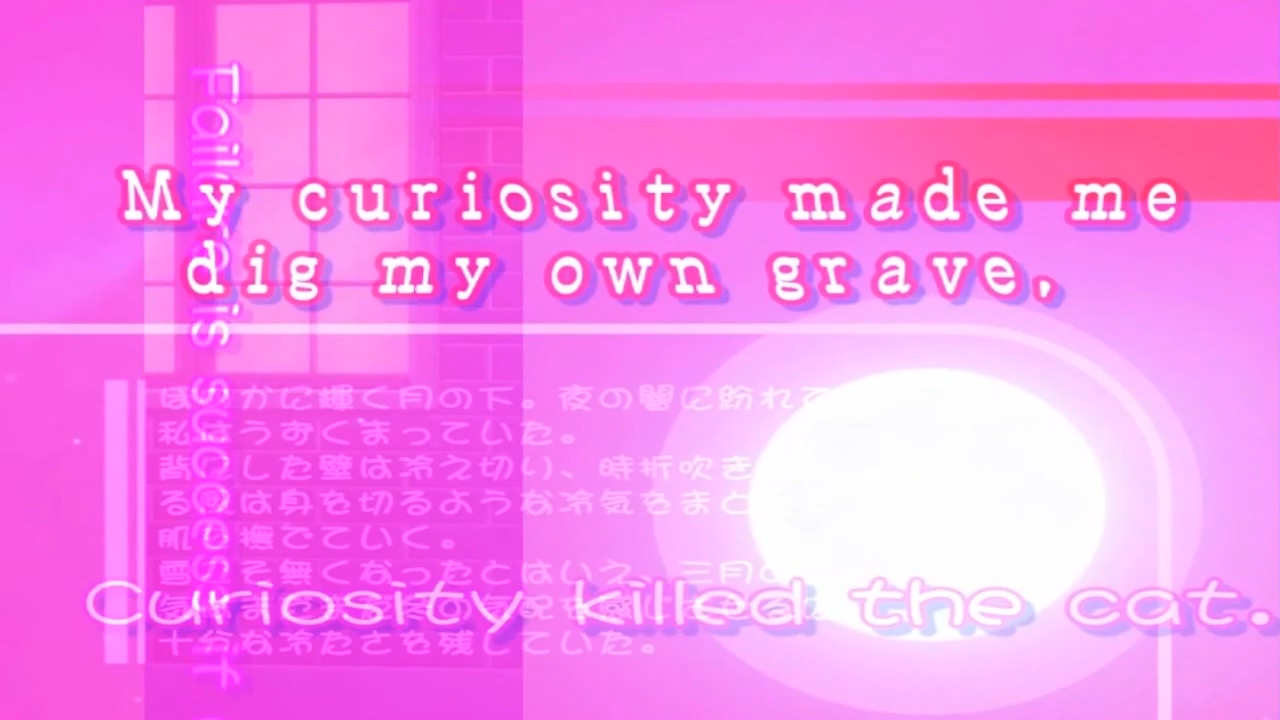 My curiosity made me
dig my own grave,
ほ かに輝く月の下。夜の闇に紛れて
私はうずくまっていた。
背 した壁は冷え切り、時折吹き
る は身を切るような冷気をまと
肌 撫でていく。
雪こそ無くなったとはいえ、三月
Curiosity killed the cat.
十分な冷たさを残していた。
Failure is success f